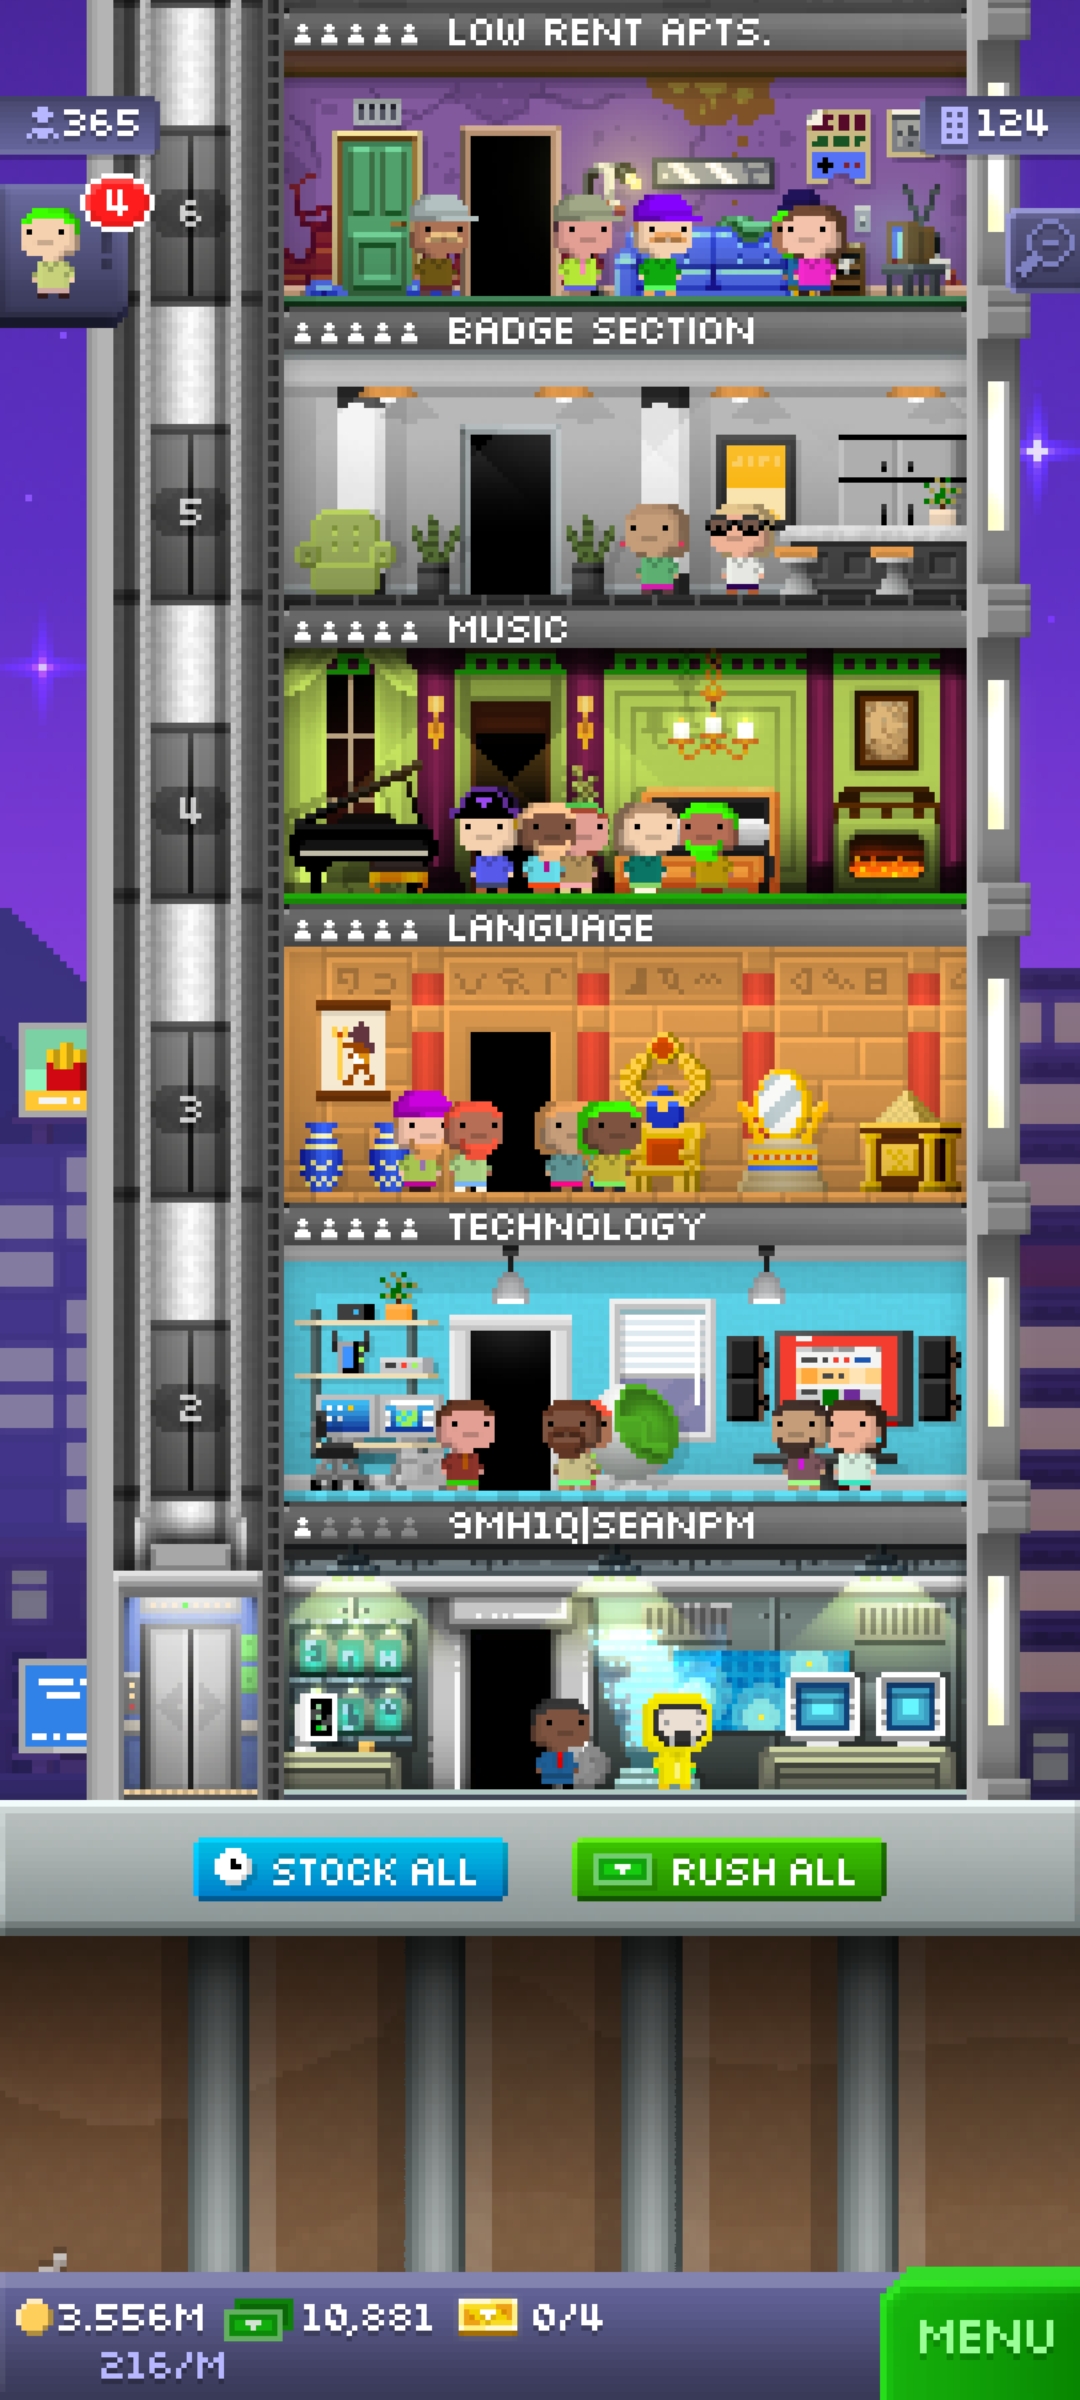 LOW RENT APTS.
365
124
4
6
BADGE SECTION
5
MUSIC
4
LANGUAGE
3
TECHNOLOGY
2
9MH1Q|SEANPM
STOCK ALL
RUSH ALL
3.556M
10,881
0/4
216/M
MENU